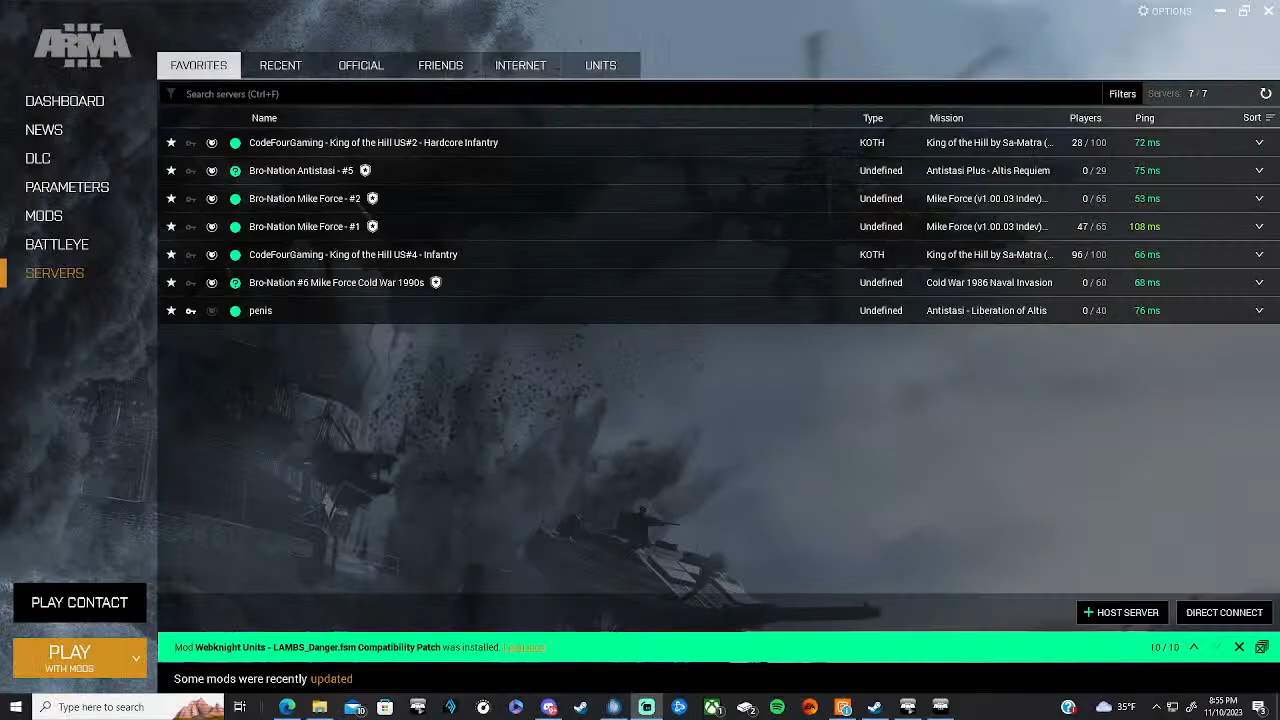 OPTIONS
ARMA III
FAVORITES RECENT OFFICIAL FRIENDS INTERNET UNITS
Search servers (Ctrl+F) Filters Servers: 7 / 7
DASHBOARD
NEWS
DLC
PARAMETERS
MODS
BATTLEYE
SERVERS
Name Type Mission Players Ping Sort
CodeFourGaming - King of the Hill US#2 - Hardcore Infantry KOTH King of the Hill by Sa-Matra (... 28 / 100 72 ms
Bro-Nation Antistasi - #5 Undefined Antistasi Plus - Altis Requiem 0 / 29 75 ms
Bro-Nation Mike Force - #2 Undefined Mike Force (v1.00.03 Indev)... 0 / 65 53 ms
Bro-Nation Mike Force - #1 Undefined Mike Force (v1.00.03 Indev)... 47 / 65 108 ms
CodeFourGaming - King of the Hill US#4 - Infantry KOTH King of the Hill by Sa-Matra (... 96 / 100 66 ms
Bro-Nation #6 Mike Force Cold War 1990s Undefined Cold War 1986 Naval Invasion 0 / 60 68 ms
penis Undefined Antistasi - Liberation of Altis 0 / 40 76 ms
PLAY CONTACT
PLAY
WITH MODS
HOST SERVER DIRECT CONNECT
Mod Webknight Units - LAMBS_Danger.fsm Compatibility Patch was installed. 10 / 10
Some mods were recently updated
Type here to search 35°F 8:55 PM
11/10/2023